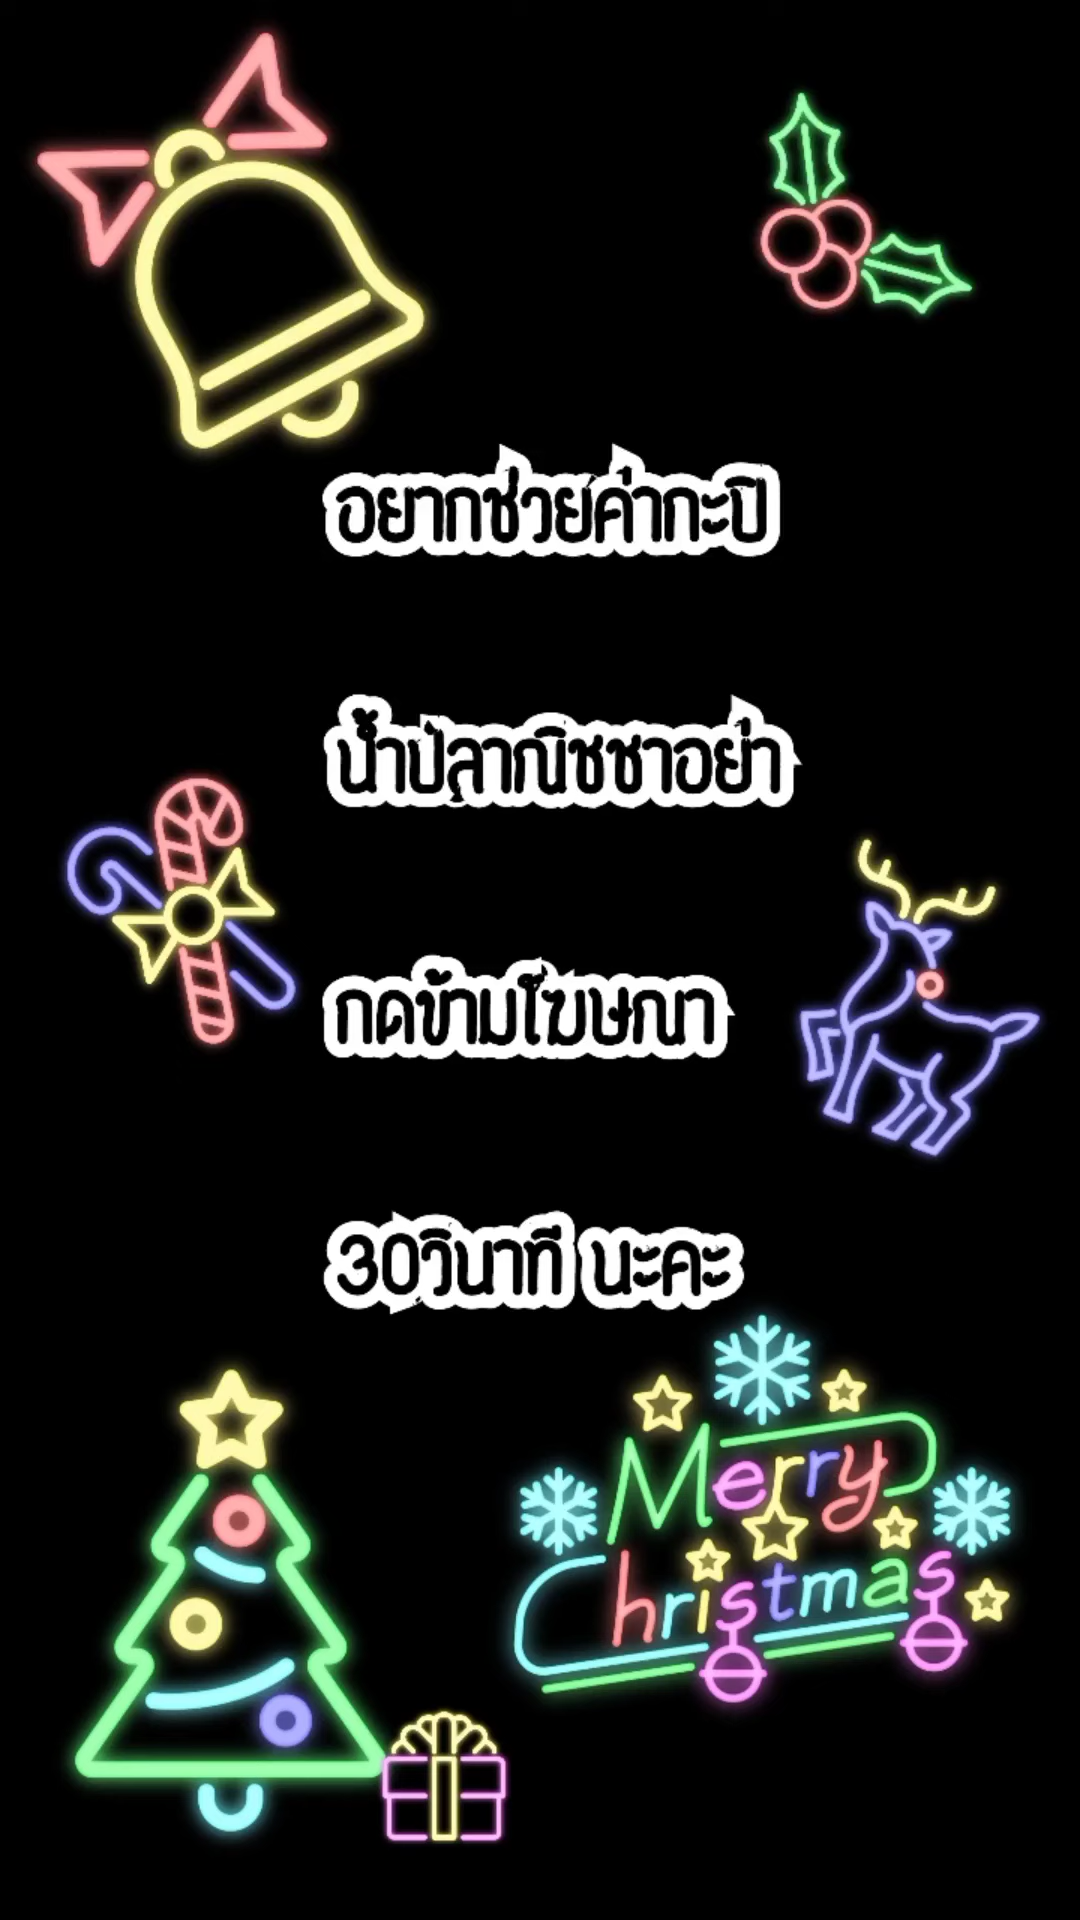 อยากช่วยค่ากะปิ
น้ำปลาณิชชาอย่า
กดข้ามโฆษณา
30วินาที นะคะ
Merry
Christmas